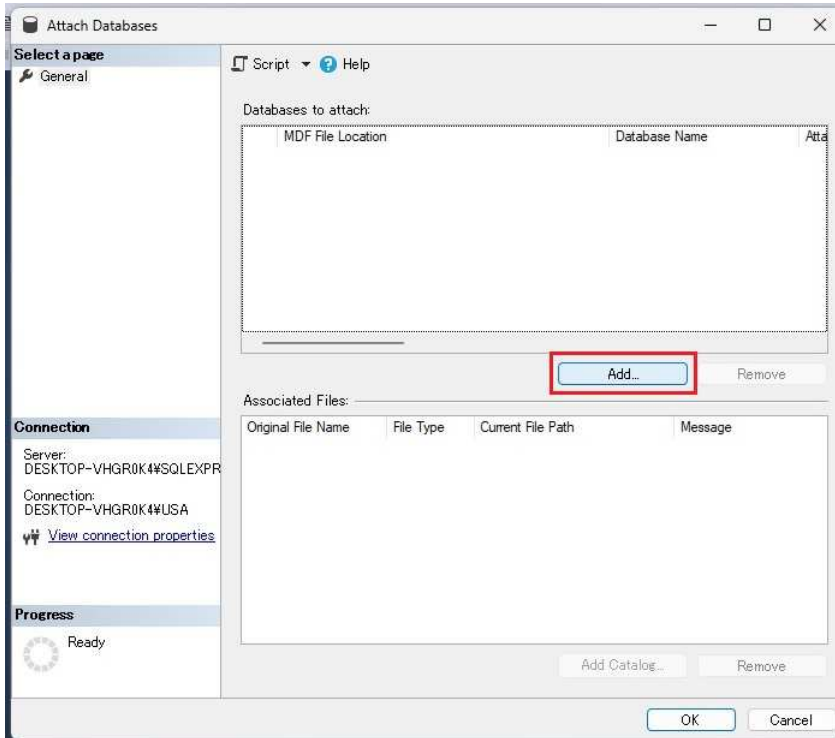 Attach Databases
Select a page
General
Script
Help
Databases to attach:
MDF File Location Database Name Atta
Add...
Remove
Associated Files:
Original File Name File Type Current File Path Message
Connection
Server:
DESKTOP-VHGR0K4¥SQLEXPR
Connection:
DESKTOP-VHGR0K4¥USA
View connection properties
Progress
Ready
Add Catalog...
Remove
OK
Cancel